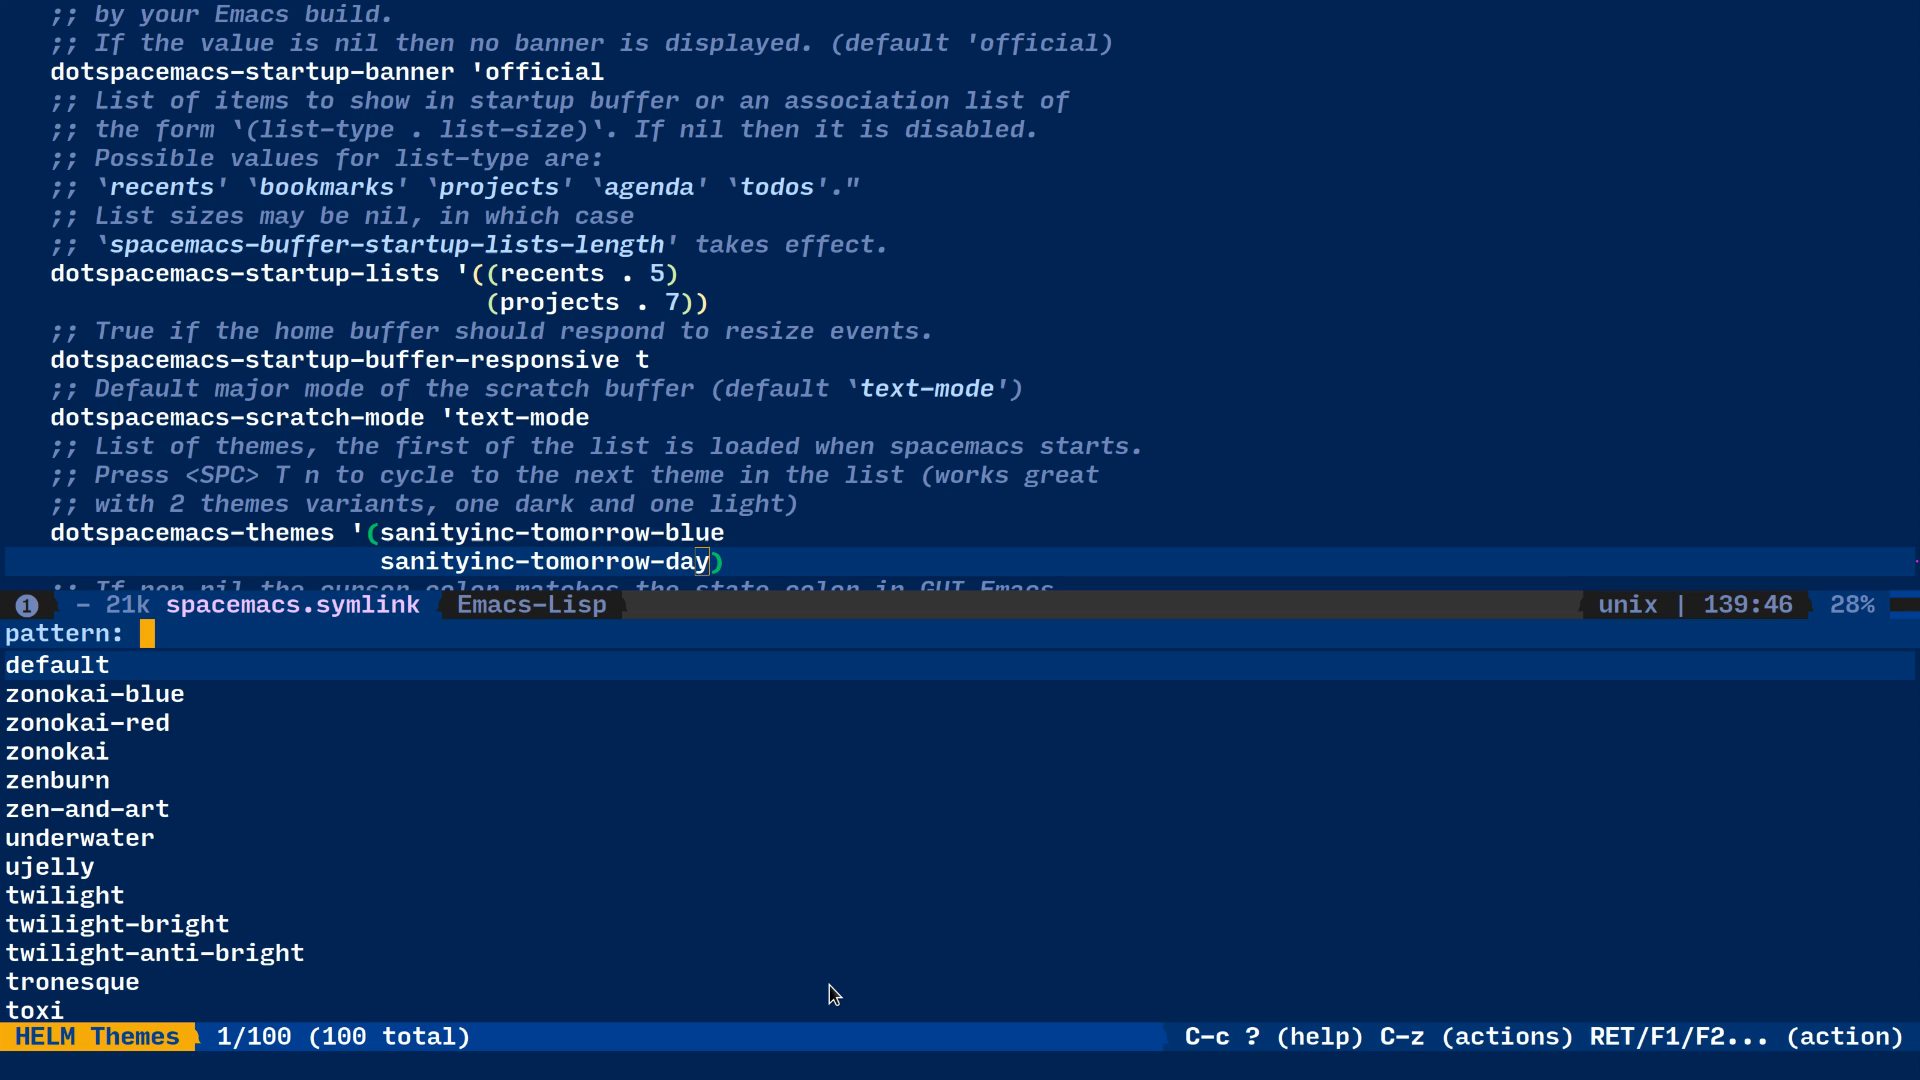 ;; by your Emacs build.
;; If the value is nil then no banner is displayed. (default 'official)
dotspacemacs-startup-banner 'official
;; List of items to show in startup buffer or an association list of
;; the form `(list-type . list-size)`. If nil then it is disabled.
;; Possible values for list-type are:
;; `recents' `bookmarks' `projects' `agenda' `todos'."
;; List sizes may be nil, in which case
;; `spacemacs-buffer-startup-lists-length' takes effect.
dotspacemacs-startup-lists '((recents . 5)
(projects . 7))
;; True if the home buffer should respond to resize events.
dotspacemacs-startup-buffer-responsive t
;; Default major mode of the scratch buffer (default `text-mode')
dotspacemacs-scratch-mode 'text-mode
;; List of themes, the first of the list is loaded when spacemacs starts.
;; Press <SPC> T n to cycle to the next theme in the list (works great
;; with 2 themes variants, one dark and one light)
dotspacemacs-themes '(sanityinc-tomorrow-blue
sanityinc-tomorrow-day)
;; If non nil the cursor color matches the state color in GUI Emacs
1 - 21k spacemacs.symlink Emacs-Lisp unix | 139:46 28%
pattern:
default
zonokai-blue
zonokai-red
zonokai
zenburn
zen-and-art
underwater
ujelly
twilight
twilight-bright
twilight-anti-bright
tronesque
toxi
HELM Themes 1/100 (100 total) C-c ? (help) C-z (actions) RET/F1/F2... (action)